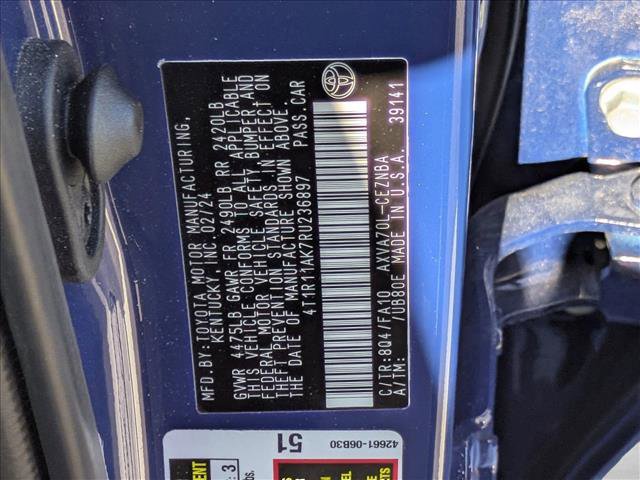 MFD BY:TOYOTA MOTOR MANUFACTURING,
KENTUCKY, INC. 02/24
GVWR 4475LB GAWR FR 2490LB RR 2420LB
THIS VEHICLE CONFORMS TO ALL APPLICABLE
FEDERAL MOTOR VEHICLE SAFETY, BUMPER AND
THEFT PREVENTION STANDARDS IN EFFECT ON
THE DATE OF MANUFACTURE SHOWN ABOVE.
4T1R11AK7RU236897 PASS.CAR
C/TR:8Q4/FA10 AXVA70L-CEZNBA
A/TM: /UB80E MADE IN U.S.A. 39141
42661-06B30
51
: 3